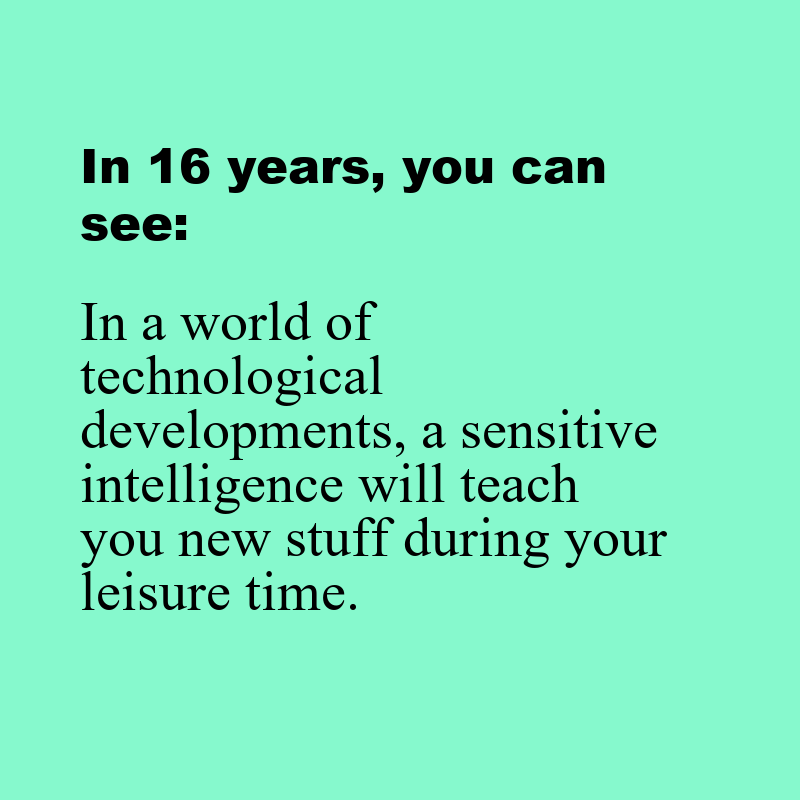 In 16 years, you can
see:
In a world of
technological
developments, a sensitive
intelligence will teach
you new stuff during your
leisure time.